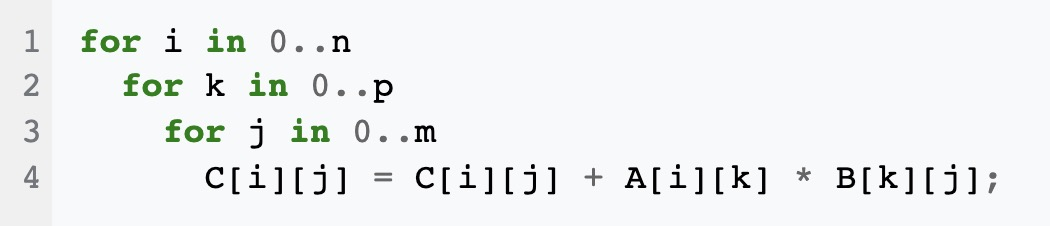 1 for i in 0..n
2   for k in 0..p
3     for j in 0..m
4       C[i][j] = C[i][j] + A[i][k] * B[k][j];